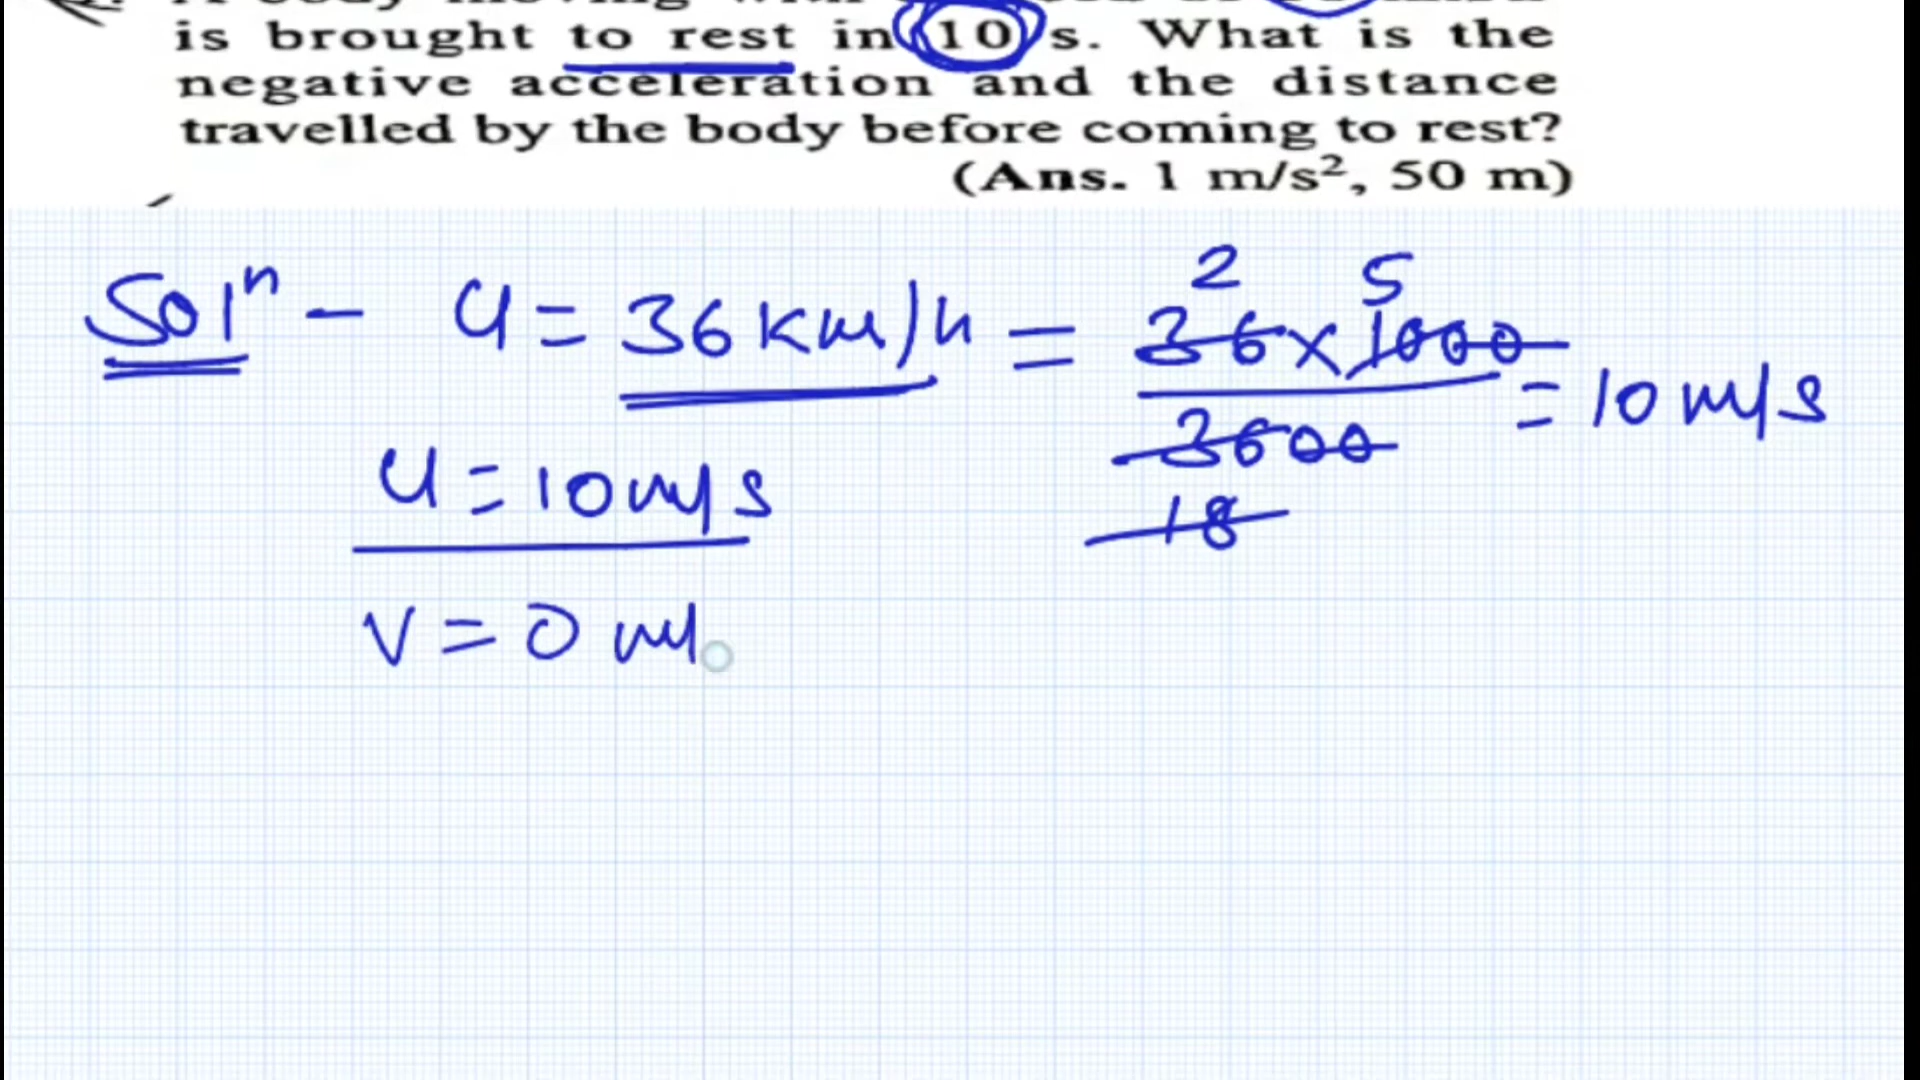 is brought to rest in 10 s. What is the
negative acceleration and the distance
travelled by the body before coming to rest?
(Ans. 1 m/s², 50 m)
Solⁿ - u = 36 km/h = 36 x 1000 / 3600 = 10 m/s
2 5
18
u = 10 m/s
v = 0 m/